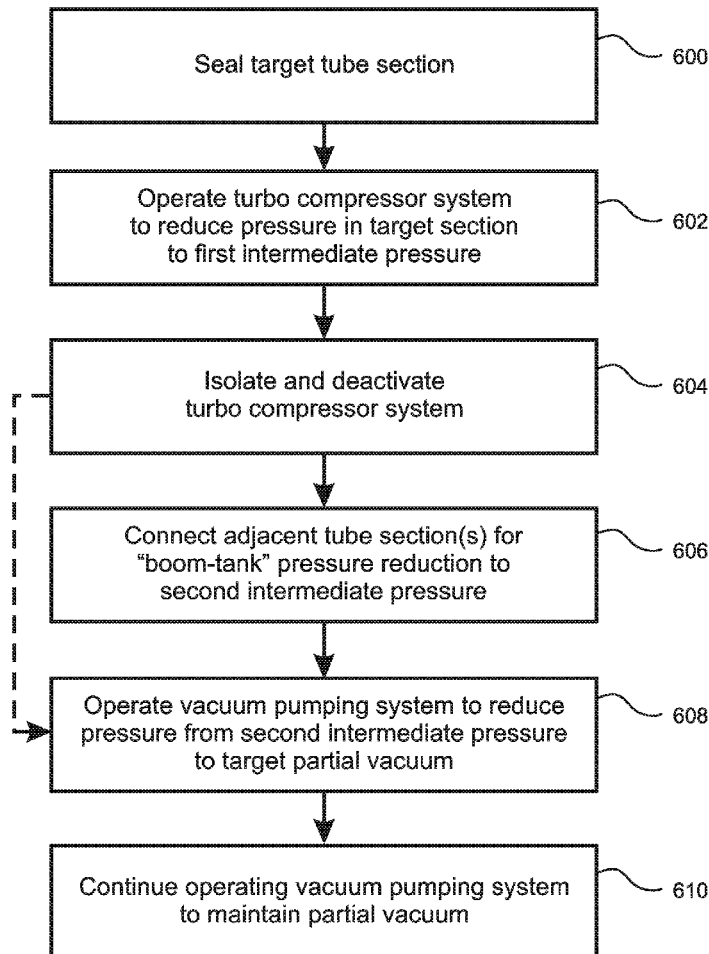 Seal target tube section
600
Operate turbo compressor system
to reduce pressure in target section
to first intermediate pressure
602
Isolate and deactivate
turbo compressor system
604
Connect adjacent tube section(s) for
“boom-tank” pressure reduction to
second intermediate pressure
606
Operate vacuum pumping system to reduce
pressure from second intermediate pressure
to target partial vacuum
608
Continue operating vacuum pumping system
to maintain partial vacuum
610